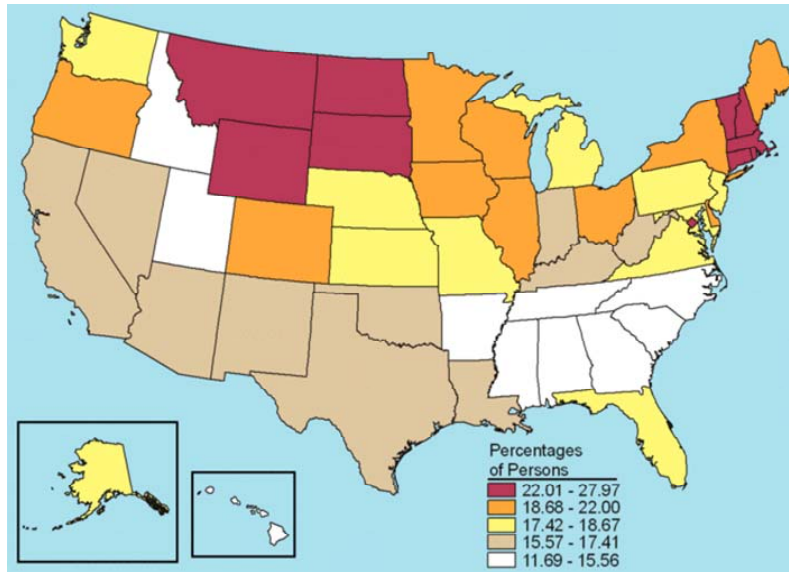 Percentages
of Persons
22.01 - 27.97
18.68 - 22.00
17.42 - 18.67
15.57 - 17.41
11.69 - 15.56